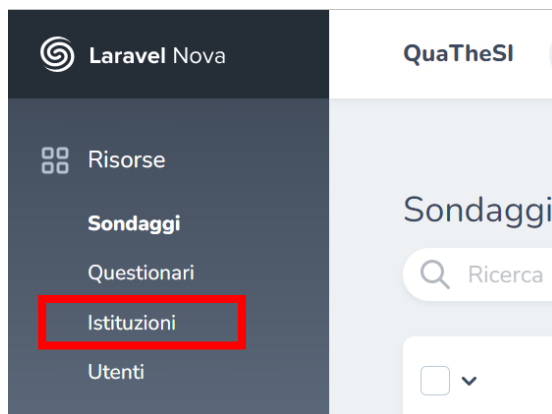 Laravel Nova
QuaTheSI
Risorse
Sondaggi
Questionari
Istituzioni
Utenti
Sondaggi
Ricerca